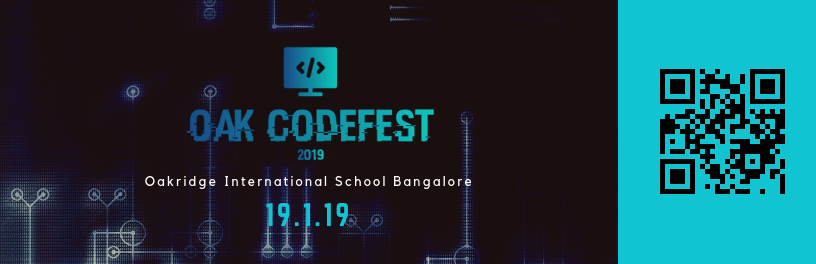 </>
OAK CODEFEST
2019
Oakridge International School Bangalore
19.1.19